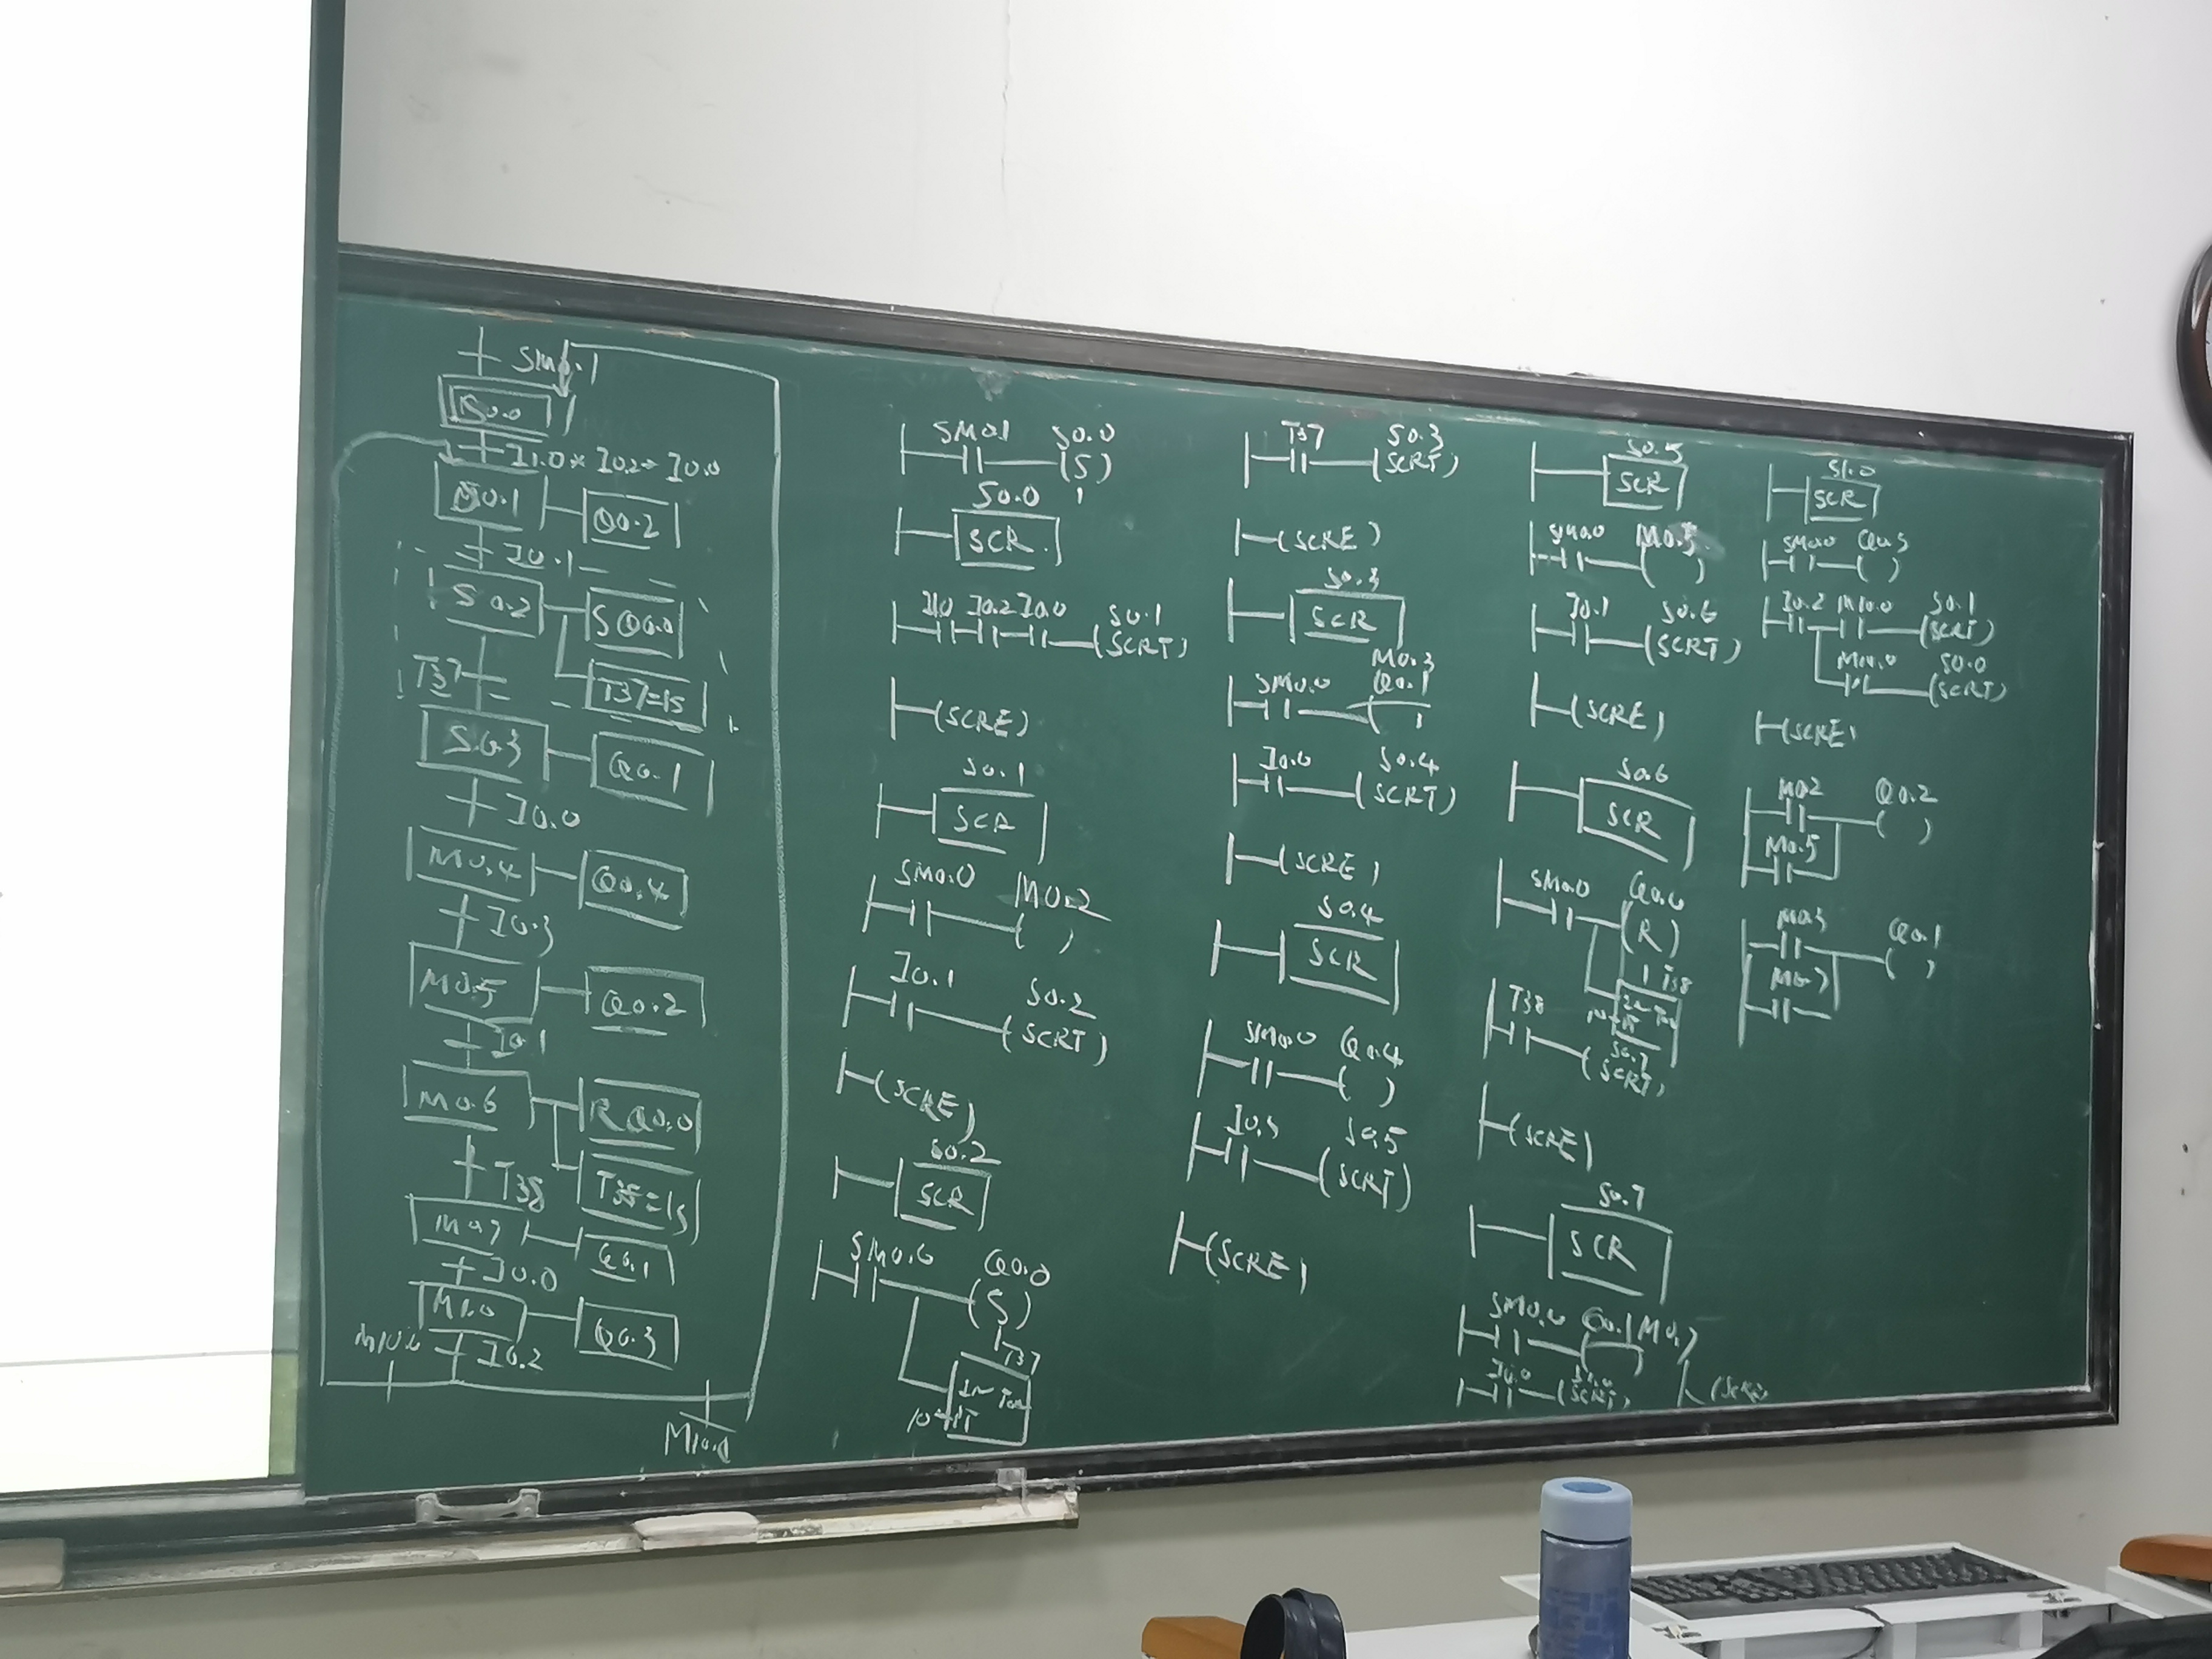 SM0.1
S0.0
I1.0*I0.2*I0.0
S0.1 Q0.2
I0.1
S0.2 S Q0.0
T37 T37=1s
S0.3 Q0.1
I0.0
M0.4 Q0.4
I0.3
M0.5 Q0.2
I0.1
M0.6 R Q0.0
T38 T38=1s
M0.7 Q0.1
I0.0
M1.0 Q0.3
M10.0 I0.2
M10.0
SM0.1 S0.0
(S)
1
S0.0
SCR
I1.0 I0.2 I0.0 S0.1
(SCRT)
(SCRE)
S0.1
SCR
SM0.0 M0.2
( )
I0.1 S0.2
(SCRT)
(SCRE)
S0.2
SCR
SM0.0 Q0.0
(S)
1
T37
IN TON
10 PT
T37 S0.3
(SCRT)
(SCRE)
S0.3
SCR
M0.3
SM0.0 Q0.1
( )
I0.0 S0.4
(SCRT)
(SCRE)
S0.4
SCR
SM0.0 Q0.4
( )
I0.3 S0.5
(SCRT)
(SCRE)
S0.5
SCR
SM0.0 M0.5
( )
I0.1 S0.6
(SCRT)
(SCRE)
S0.6
SCR
SM0.0 Q0.0
(R)
1 T38
IN TON
T38
S0.7
(SCRT)
(SCRE)
S0.7
SCR
SM0.0 Q0.1 M0.7
( )
I0.0 S1.0
(SCRT) (SCRE)
S1.0
SCR
SM0.0 Q0.3
( )
I0.2 M10.0 S0.1
(SCRT)
M10.0 S0.0
(SCRT)
(SCRE)
M0.2 Q0.2
( )
M0.5
M0.3 Q0.1
( )
M0.7